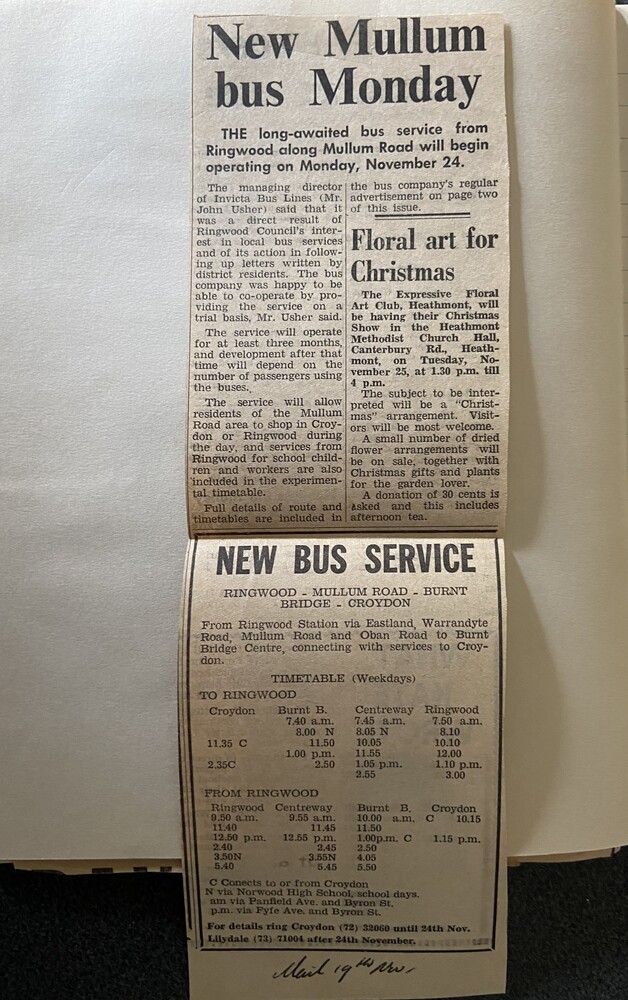 New Mullum
bus Monday
THE long-awaited bus service from
Ringwood along Mullum Road will begin
operating on Monday, November 24.
The managing director
of Invicta Bus Lines (Mr.
John Usher) said that it
was a direct result of
Ringwood Council's inter-
est in local bus services
and of its action in follow-
ing up letters written by
district residents. The bus
company was happy to be
able to co-operate by pro-
viding the service on a
trial basis, Mr. Usher said.
The service will operate
for at least three months,
and development after that
time will depend on the
number of passengers using
the buses.
The service will allow
residents of the Mullum
Road area to shop in Croy-
don or Ringwood during
the day, and services from
Ringwood for school child-
ren and workers are also
included in the experimen-
tal timetable.
Full details of route and
timetables are included in
the bus company's regular
advertisement on page two
of this issue.
Floral art for
Christmas
The Expressive Floral
Art Club, Heathmont, will
be having their Christmas
Show in the Heathmont
Methodist Church Hall,
Canterbury Rd., Heath-
mont, on Tuesday, No-
vember 25, at 1.30 p.m. till
4 p.m.
The subject to be inter-
preted will be a "Christ-
mas" arrangement. Visit-
ors will be most welcome.
A small number of dried
flower arrangements will
be on sale, together with
Christmas gifts and plants
for the garden lover.
A donation of 30 cents is
asked and this includes
afternoon tea.
NEW BUS SERVICE
RINGWOOD - MULLUM ROAD - BURNT
BRIDGE - CROYDON
From Ringwood Station via Eastland, Warrandyte
Road, Mullum Road and Oban Road to Burnt
Bridge Centre, connecting with services to Croy-
don.
TIMETABLE (Weekdays)
TO RINGWOOD
Croydon Burnt B. Centreway Ringwood
7.40 a.m. 7.45 a.m. 7.50 a.m.
8.00 N 8.05 N 8.10
11.35 C 11.50 10.05 10.10
1.00 p.m. 11.55 12.00
2.35C 2.50 1.05 p.m. 1.10 p.m.
2.55 3.00
FROM RINGWOOD
Ringwood Centreway Burnt B. Croydon
9.50 a.m. 9.55 a.m. 10.00 a.m. C 10.15
11.40 11.45 11.50
12.50 p.m. 12.55 p.m. 1.00p.m. C 1.15 p.m.
2.40 2.45 2.50
3.50N 3.55N 4.05
5.40 5.45 5.50
C Conects to or from Croydon
N via Norwood High School, school days.
am via Panfield Ave. and Byron St.
p.m. via Fyfe Ave. and Byron St.
For details ring Croydon (72) 32060 until 24th Nov.
Lilydale (73) 71004 after 24th November.
Mail 19th Nov.